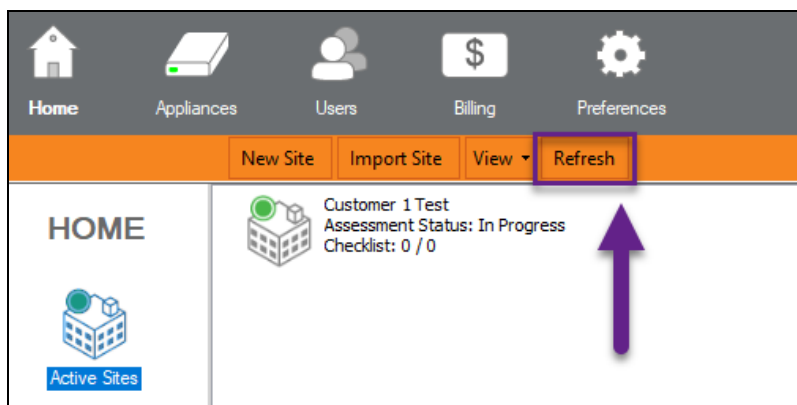 $
Home Appliances Users Billing Preferences
New Site Import Site View Refresh
HOME
Customer 1 Test
Assessment Status: In Progress
Checklist: 0 / 0
Active Sites